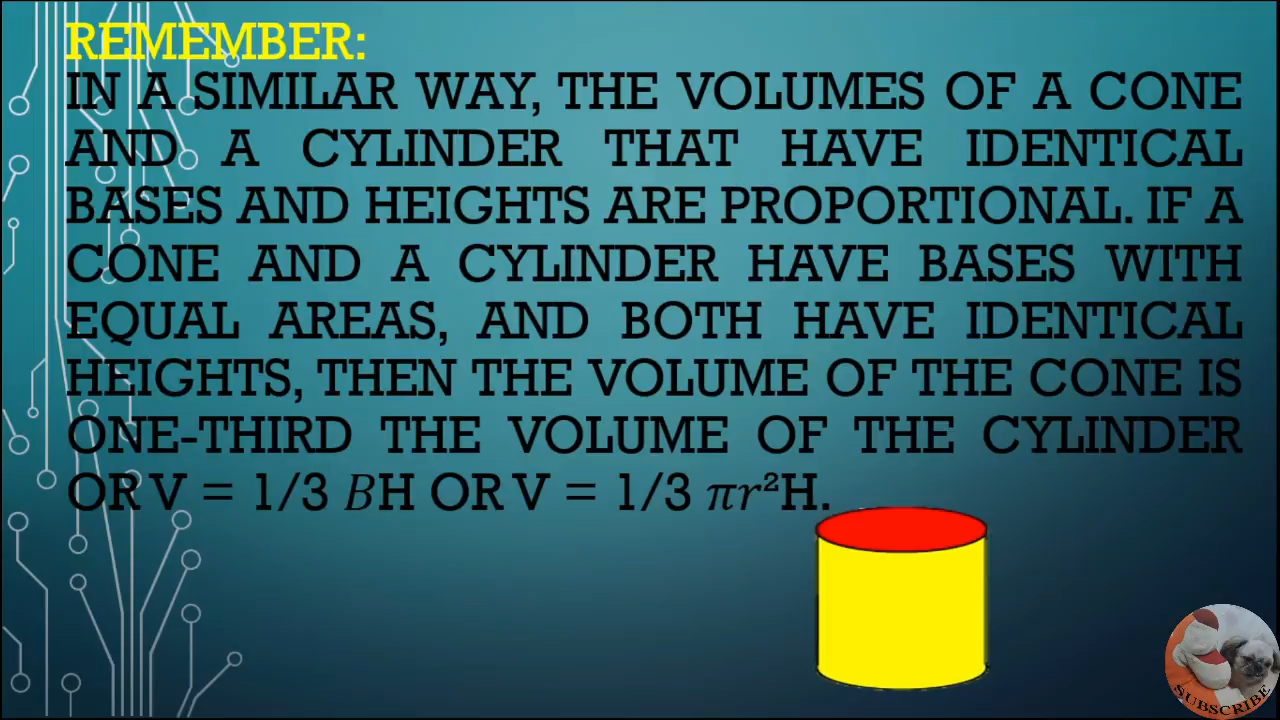 REMEMBER:
IN A SIMILAR WAY, THE VOLUMES OF A CONE
AND A CYLINDER THAT HAVE IDENTICAL
BASES AND HEIGHTS ARE PROPORTIONAL. IF A
CONE AND A CYLINDER HAVE BASES WITH
EQUAL AREAS, AND BOTH HAVE IDENTICAL
HEIGHTS, THEN THE VOLUME OF THE CONE IS
ONE-THIRD THE VOLUME OF THE CYLINDER
OR V = 1/3 𝐵H OR V = 1/3 𝜋𝑟²H.
SUBSCRIBE